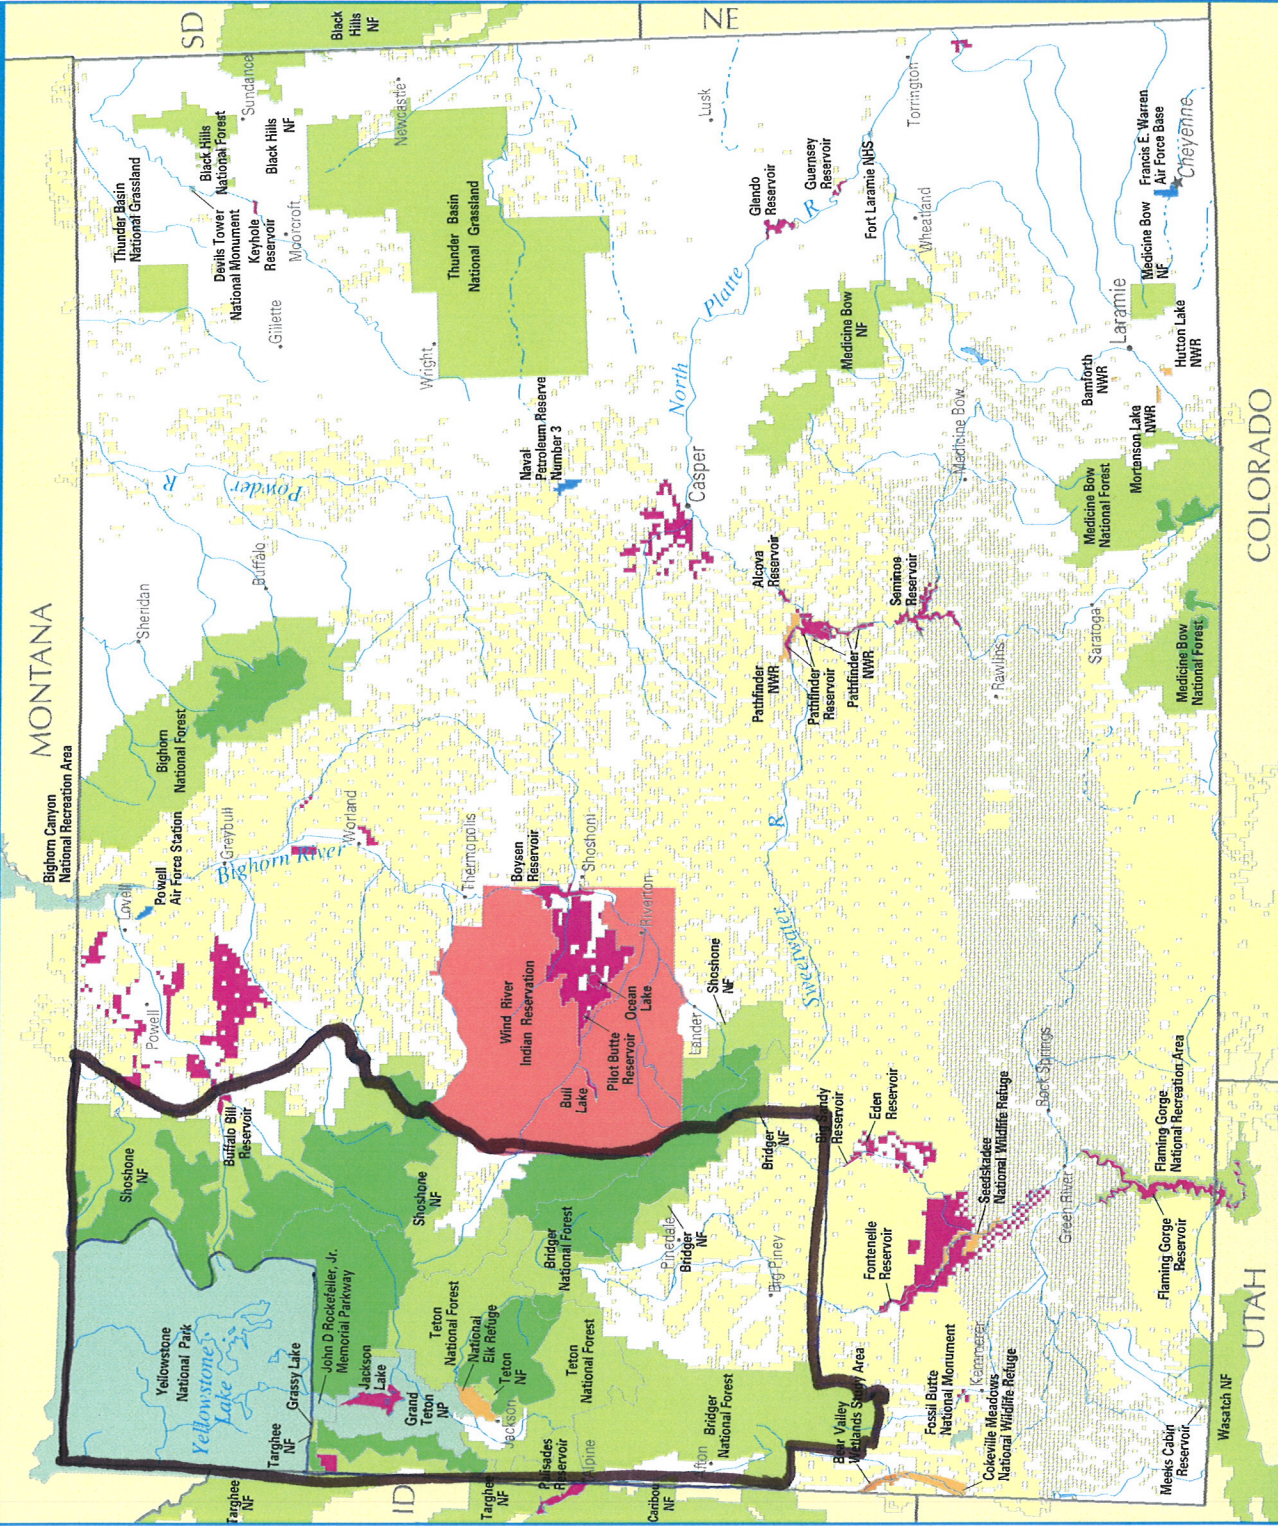 MONTANA
SD
NE
COLORADO
UTAH
ID
Black
Hills
NF
Sundance
Black Hills
National Forest
Black Hills
NF
Thunder Basin
National Grassland
Devils Tower
National Monument
Keyhole
Reservoir
Moorcroft
Gillette
Newcastle
Thunder Basin
National Grassland
Wright
Lusk
Torrington
Glendo
Reservoir
Guernsey
Reservoir
R
Fort Laramie NHS
Wheatland
North
Platte
Medicine Bow
NF
Francis E. Warren
Air Force Base
Cheyenne
Medicine Bow
NF
Laramie
Hutton Lake
NWR
Bamforth
NWR
Mortenson Lake
NWR
Medicine Bow
Medicine Bow
National Forest
Medicine Bow
National Forest
Saratoga
Rawlins
Naval
Petroleum Reserve
Number 3
Casper
Alcova
Reservoir
Seminoe
Reservoir
Pathfinder
NWR
Pathfinder
Reservoir
Pathfinder
NWR
Powder
R
Buffalo
Sheridan
Bighorn
National Forest
Bighorn Canyon
National Recreation Area
Powell
Air Force Station
Lovell
Greybull
Bighorn River
Worland
Thermopolis
Boysen
Reservoir
Shoshoni
Riverton
Wind River
Indian Reservation
Ocean
Lake
Pilot Butte
Reservoir
Bull
Lake
Lander
Shoshone
NF
Sweetwater
R
Powell
Buffalo Bill
Reservoir
Shoshone
NF
Shoshone
NF
Yellowstone
National Park
Yellowstone
Lake
Grassy Lake
Targhee
NF
John D Rockefeller, Jr.
Memorial Parkway
Jackson
Lake
Grand
Teton
NP
Teton
National Forest
National
Elk Refuge
Teton
NF
Jackson
Teton
National Forest
Bridger
National Forest
Pinedale
Bridger
NF
Big Piney
Bridger
NF
Bridger
National Forest
Targhee
NF
Targhee
NF
Palisades
Reservoir
Alpine
Caribou
NF
Afton
Big Sandy
Reservoir
Eden
Reservoir
Rock Springs
Seedskadee
National Wildlife Refuge
Fontenelle
Reservoir
Green River
Flaming Gorge
National Recreation Area
Flaming Gorge
Reservoir
Bear Valley
Wetlands Study Area
Fossil Butte
National Monument
Kemmerer
Cokeville Meadows
National Wildlife Refuge
Meeks Cabin
Reservoir
Wasatch NF